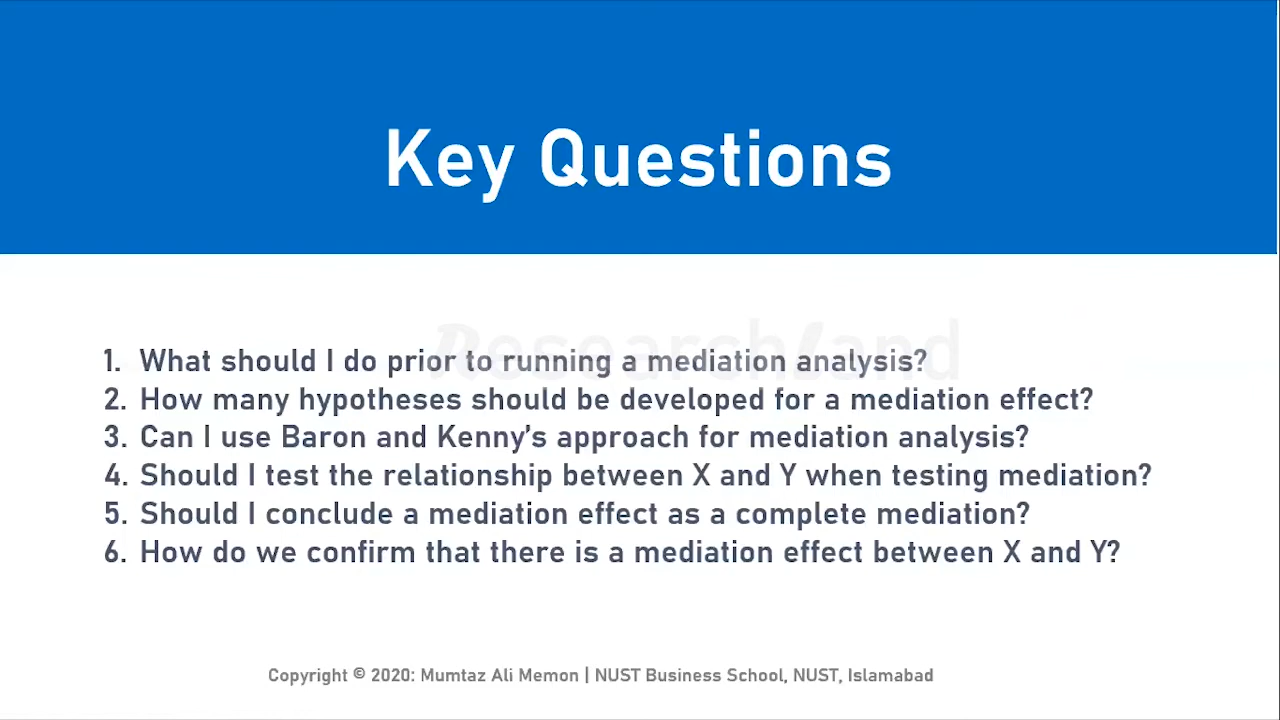 Key Questions
ResearchLand
1. What should I do prior to running a mediation analysis?
2. How many hypotheses should be developed for a mediation effect?
3. Can I use Baron and Kenny’s approach for mediation analysis?
4. Should I test the relationship between X and Y when testing mediation?
5. Should I conclude a mediation effect as a complete mediation?
6. How do we confirm that there is a mediation effect between X and Y?
Copyright © 2020: Mumtaz Ali Memon | NUST Business School, NUST, Islamabad